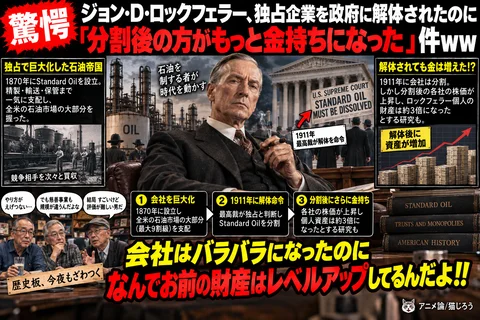 驚愕
ジョン・D・ロックフェラー、独占企業を政府に解体されたのに
「分割後の方がもっと金持ちになった」件ww
独占で巨大化した石油帝国
1870年にStandard Oilを設立。
精製・輸送・保管まで
一気に支配し、
全米の石油市場の大部分を
握った。
競争相手を次々と買収
石油を
制する者が
時代を動かす
U.S. SUPREME COURT
STANDARD OIL
MUST BE
DISSOLVED
1911年
最高裁が解体を命令
解体されても金は増えた!?
1911年に会社は分割。
しかし分割後の各社の株価が
上昇し、ロックフェラー個人の
財産は約3倍になった
とする研究も。
解体後に
資産が増加
やり方が
えげつない…
でも慈善事業も
規模が違うんだよな
結局 すごいけど
評価が難しい男だ
歴史板、今夜もざわつく
1 会社を巨大化
1870年に設立し
全米の石油市場の大部分
(最大9割級)を支配
2 1911年に解体命令
最高裁が独占と判断し
Standard Oilを分割
3 分割後にさらに金持ち
各社の株価が上昇し
個人資産は約3倍に
なったとする研究も
STANDARD OIL
TRUSTS AND MONOPOLIES
AMERICAN HISTORY
会社はバラバラになったのに
なんでお前の財産はレベルアップしてるんだよ!!
アニメ論/猫じろう